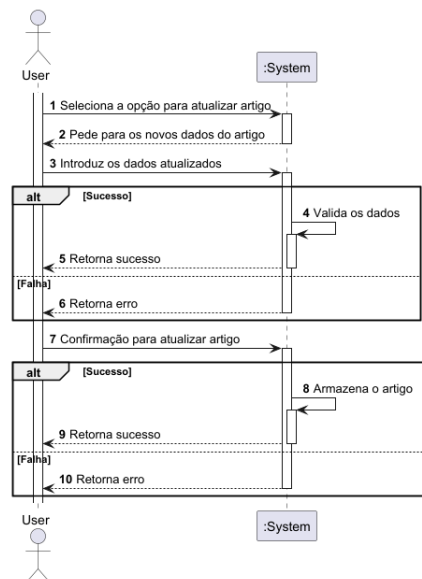 User
:System
1 Seleciona a opção para atualizar artigo
2 Pede para os novos dados do artigo
3 Introduz os dados atualizados
alt [Sucesso]
4 Valida os dados
5 Retorna sucesso
[Falha]
6 Retorna erro
7 Confirmação para atualizar artigo
alt [Sucesso]
8 Armazena o artigo
9 Retorna sucesso
[Falha]
10 Retorna erro
User
:System